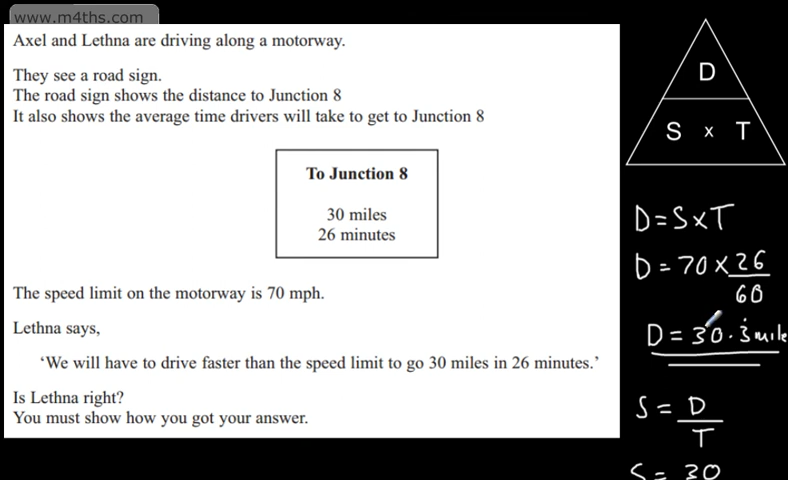 www.m4ths.com
Axel and Lethna are driving along a motorway.
They see a road sign.
The road sign shows the distance to Junction 8
It also shows the average time drivers will take to get to Junction 8
To Junction 8
30 miles
26 minutes
The speed limit on the motorway is 70 mph.
Lethna says,
‘We will have to drive faster than the speed limit to go 30 miles in 26 minutes.’
Is Lethna right?
You must show how you got your answer.
D
S x T
D = S x T
D = 70 x 26
60
D = 30.3̇ mile
S = D
T
S = 30